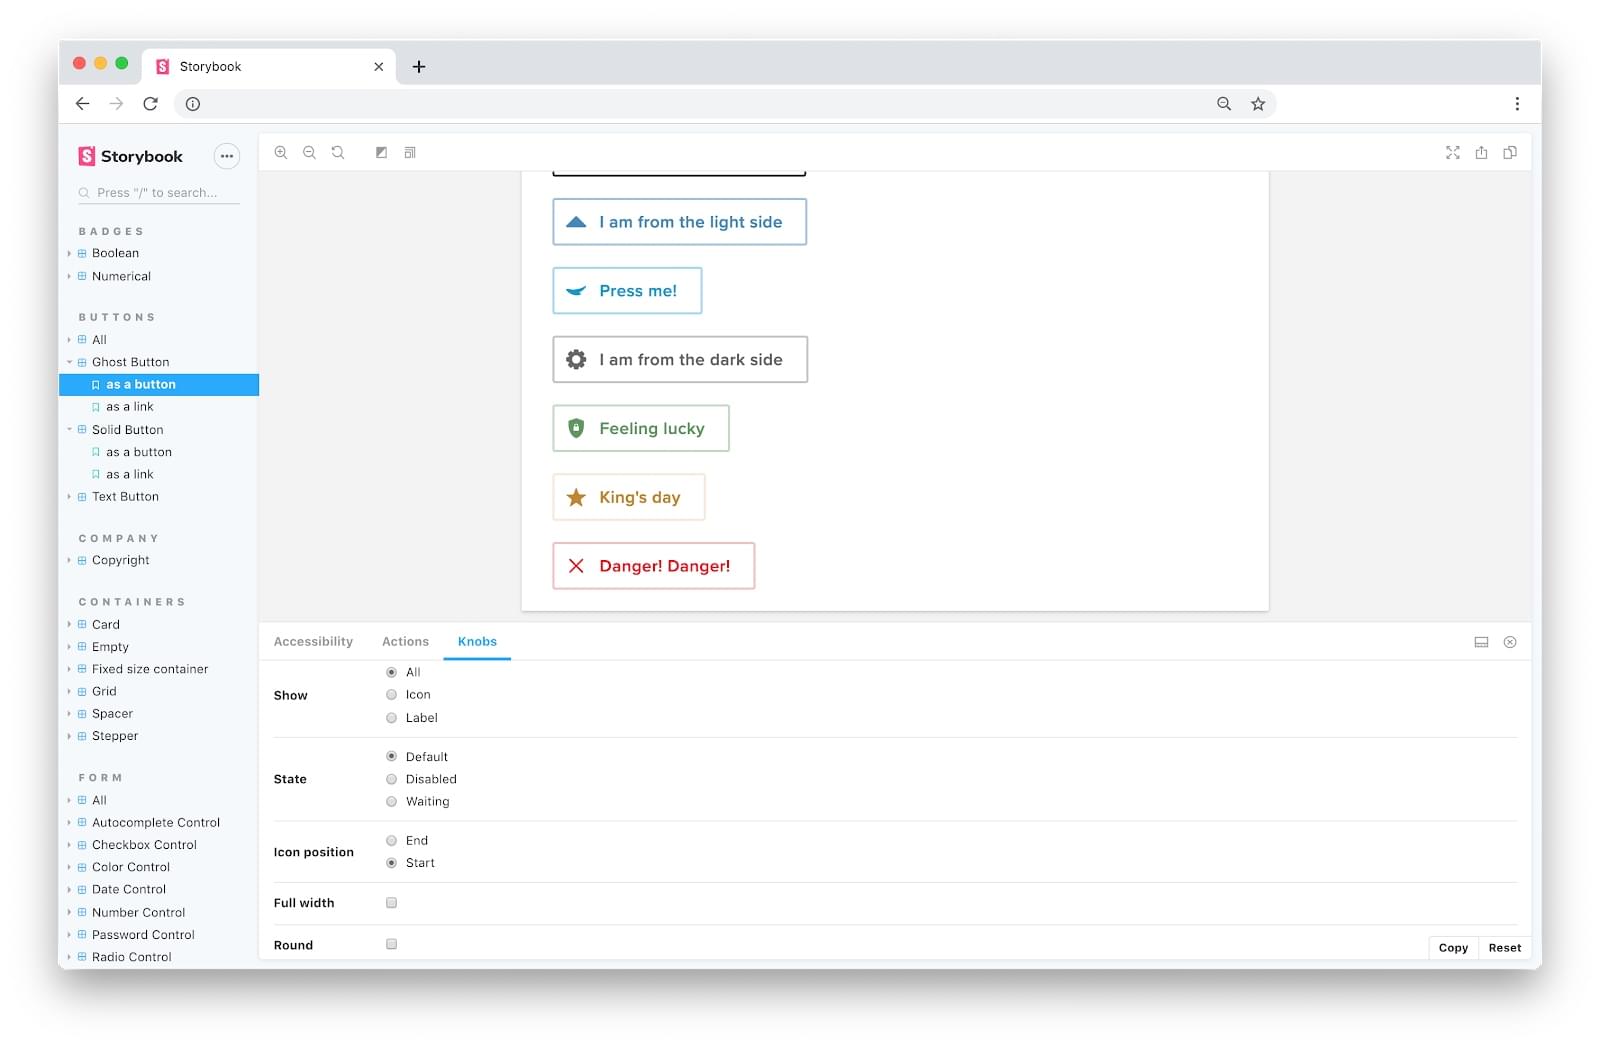 Storybook
Storybook
Press "/" to search...
BADGES
Boolean
Numerical
BUTTONS
All
Ghost Button
as a button
as a link
Solid Button
as a button
as a link
Text Button
COMPANY
Copyright
CONTAINERS
Card
Empty
Fixed size container
Grid
Spacer
Stepper
FORM
All
Autocomplete Control
Checkbox Control
Color Control
Date Control
Number Control
Password Control
Radio Control
I am from the light side
Press me!
I am from the dark side
Feeling lucky
King's day
Danger! Danger!
Accessibility Actions Knobs
Show
All
Icon
Label
State
Default
Disabled
Waiting
Icon position
End
Start
Full width
Round
Copy Reset